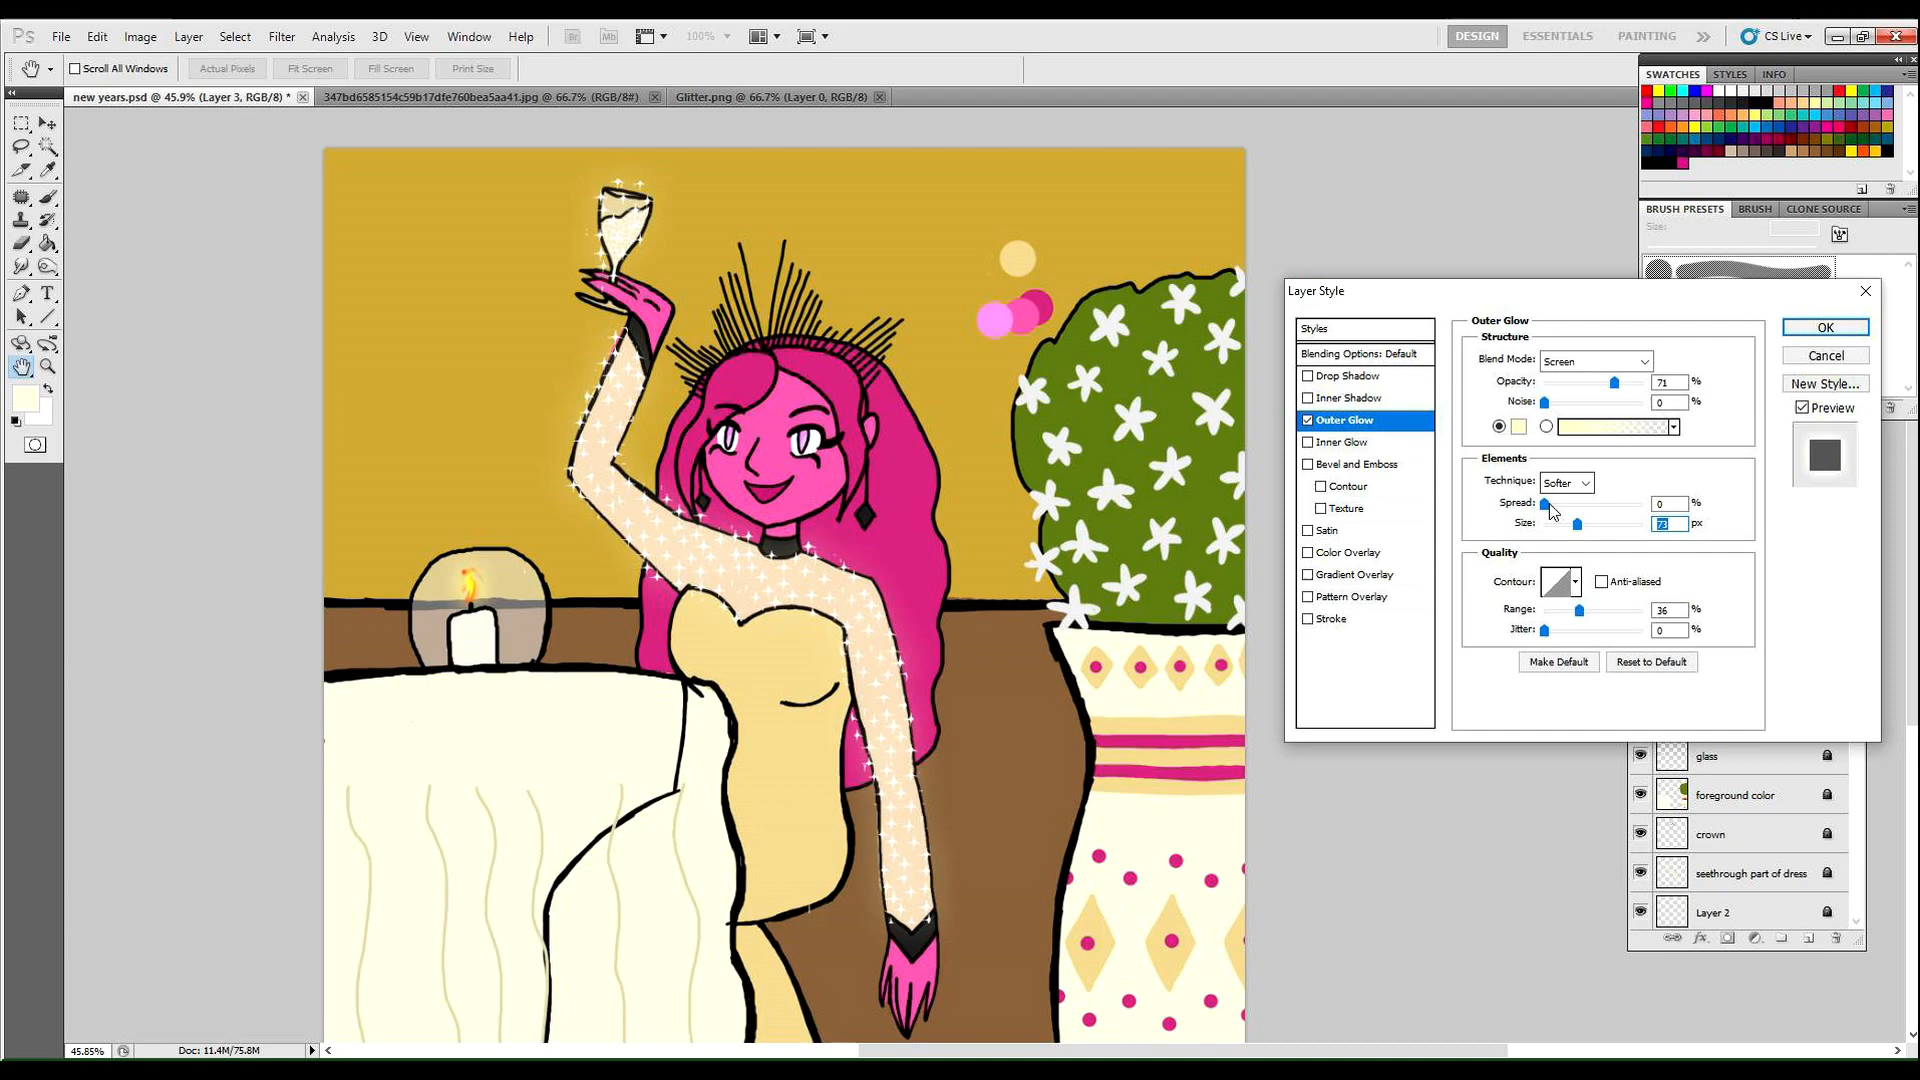 Ps File Edit Image Layer Select Filter Analysis 3D View Window Help Br Mb 100% DESIGN ESSENTIALS PAINTING CS Live
Scroll All Windows Actual Pixels Fit Screen Fill Screen Print Size
SWATCHES STYLES INFO
new years.psd @ 45.9% (Layer 3, RGB/8) * 347bd6585154c59b17dfe760bea5aa41.jpg @ 66.7% (RGB/8#) Glitter.png @ 66.7% (Layer 0, RGB/8)
BRUSH PRESETS BRUSH CLONE SOURCE
Size:
Layer Style
Styles
Blending Options: Default
Drop Shadow
Inner Shadow
Outer Glow
Inner Glow
Bevel and Emboss
Contour
Texture
Satin
Color Overlay
Gradient Overlay
Pattern Overlay
Stroke
Outer Glow
Structure
Blend Mode: Screen
Opacity: 71 %
Noise: 0 %
Elements
Technique: Softer
Spread: 0 %
Size: 73 px
Quality
Contour: Anti-aliased
Range: 36 %
Jitter: 0 %
Make Default Reset to Default
OK
Cancel
New Style...
Preview
glass
foreground color
crown
seethrough part of dress
Layer 2
fx
45.85% Doc: 11.4M/75.8M